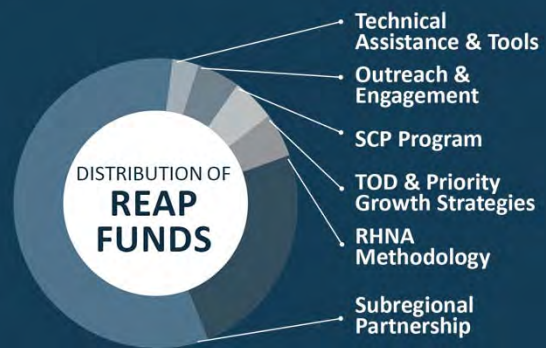 Technical
Assistance & Tools
Outreach &
Engagement
SCP Program
TOD & Priority
Growth Strategies
RHNA
Methodology
Subregional
Partnership
DISTRIBUTION OF
REAP
FUNDS